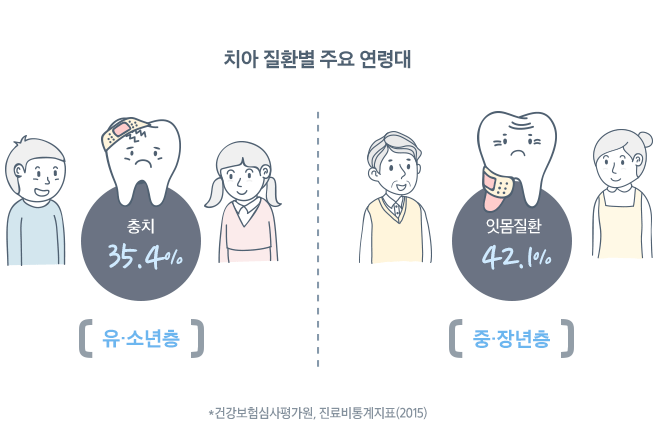 치아 질환별 주요 연령대
충치
35.4%
유·소년층
잇몸질환
42.1%
중·장년층
*건강보험심사평가원, 진료비통계지표(2015)